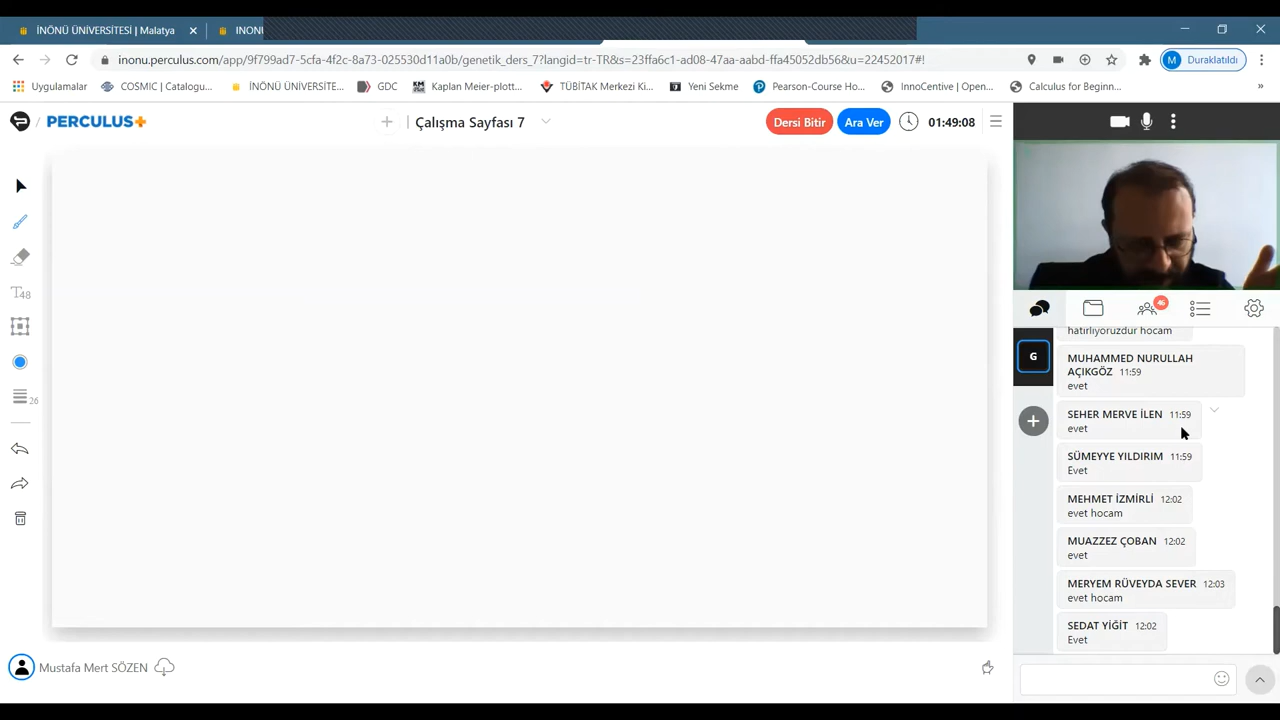 İNÖNÜ ÜNİVERSİTESİ | Malatya
INONU
inonu.perculus.com/app/9f799ad7-5cfa-4f2c-8a73-025530d11a0b/genetik_ders_7?langid=tr-TR&s=23ffa6c1-ad08-47aa-aabd-ffa45052db56&u=22452017#!
M Duraklatıldı
Uygulamalar
COSMIC | Catalogu...
İNÖNÜ ÜNİVERSİTE...
GDC
Kaplan Meier-plott...
TÜBİTAK Merkezi Ki...
Yeni Sekme
Pearson-Course Ho...
InnoCentive | Open...
Calculus for Beginn...
»
PERCULUS+
Çalışma Sayfası 7
Dersi Bitir
Ara Ver
01:49:08
T48
26
46
G
hatırlıyoruzdur hocam
MUHAMMED NURULLAH
AÇIKGÖZ 11:59
evet
SEHER MERVE İLEN 11:59
evet
SÜMEYYE YILDIRIM 11:59
Evet
MEHMET İZMİRLİ 12:02
evet hocam
MUAZZEZ ÇOBAN 12:02
evet
MERYEM RÜVEYDA SEVER 12:03
evet hocam
SEDAT YİĞİT 12:02
Evet
Mustafa Mert SÖZEN